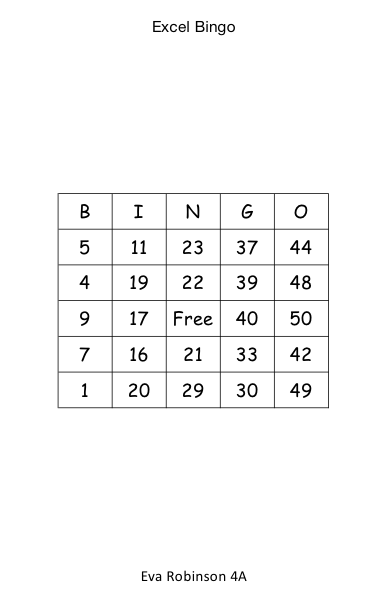 Excel Bingo
B I N G O
5 11 23 37 44
4 19 22 39 48
9 17 Free 40 50
7 16 21 33 42
1 20 29 30 49
Eva Robinson 4A